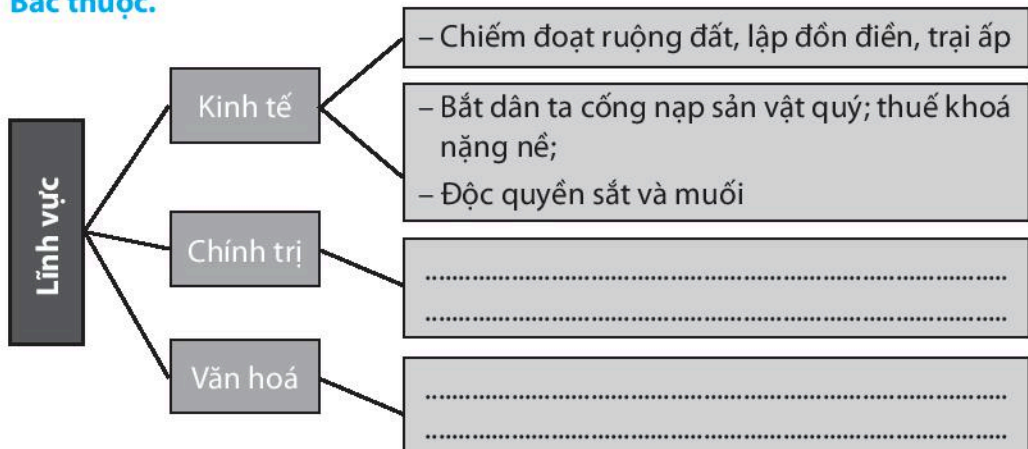 Bắc thuộc.
– Chiếm đoạt ruộng đất, lập đồn điền, trại ấp
Kinh tế
– Bắt dân ta cống nạp sản vật quý; thuế khoá
nặng nề;
– Độc quyền sắt và muối
Lĩnh vực
Chính trị
................................................................................
................................................................................
Văn hoá
................................................................................
................................................................................